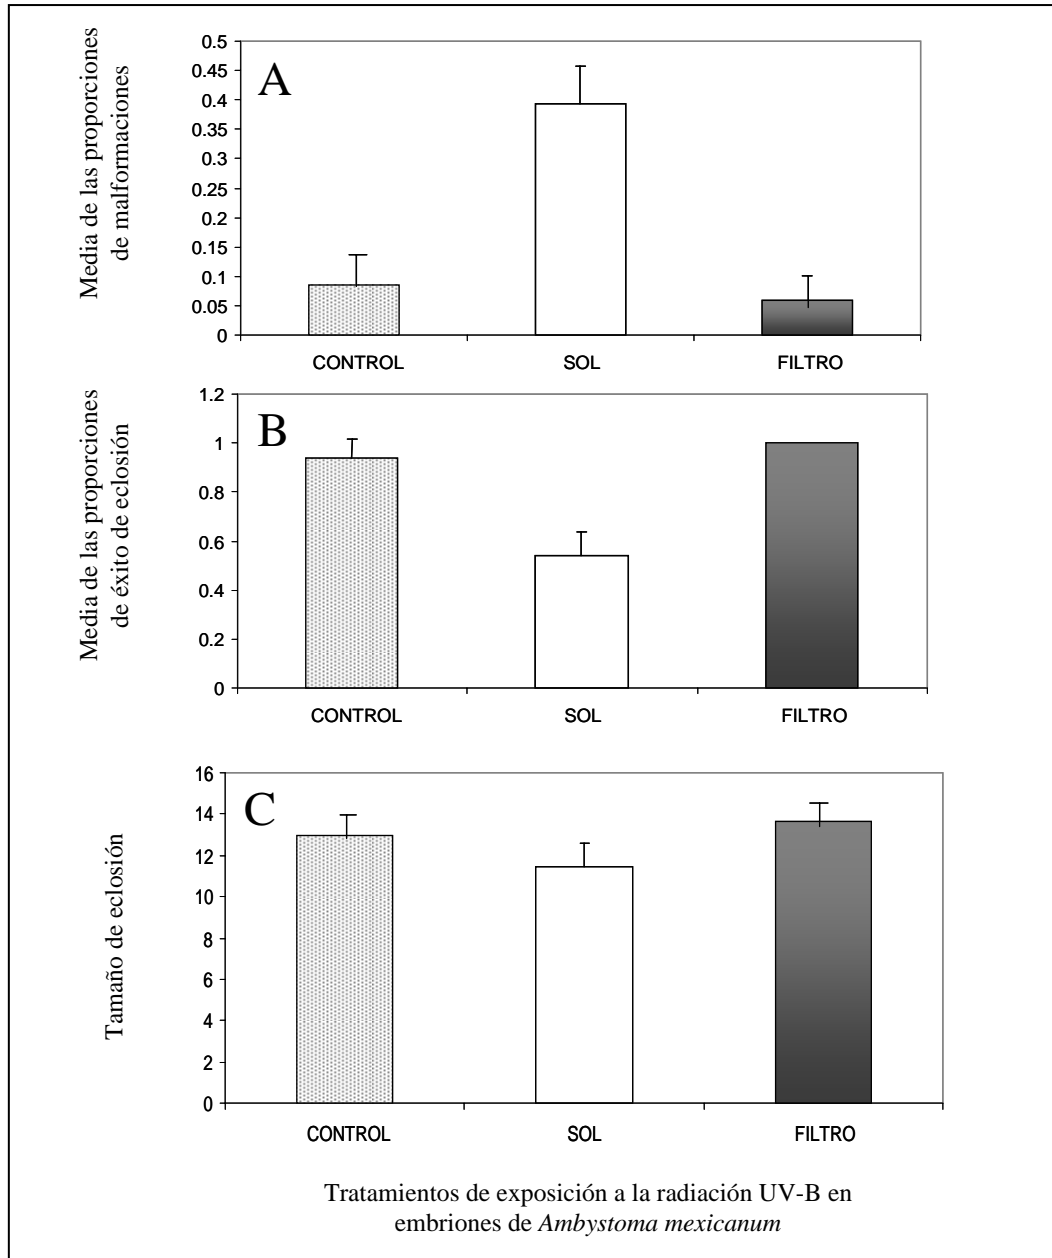 Media de las proporciones
de malformaciones
A
0.5
0.45
0.4
0.35
0.3
0.25
0.2
0.15
0.1
0.05
0
CONTROL SOL FILTRO
Media de las proporciones
de éxito de eclosión
B
1.2
1
0.8
0.6
0.4
0.2
0
CONTROL SOL FILTRO
Tamaño de eclosión
C
16
14
12
10
8
6
4
2
0
CONTROL SOL FILTRO
Tratamientos de exposición a la radiación UV-B en
embriones de Ambystoma mexicanum